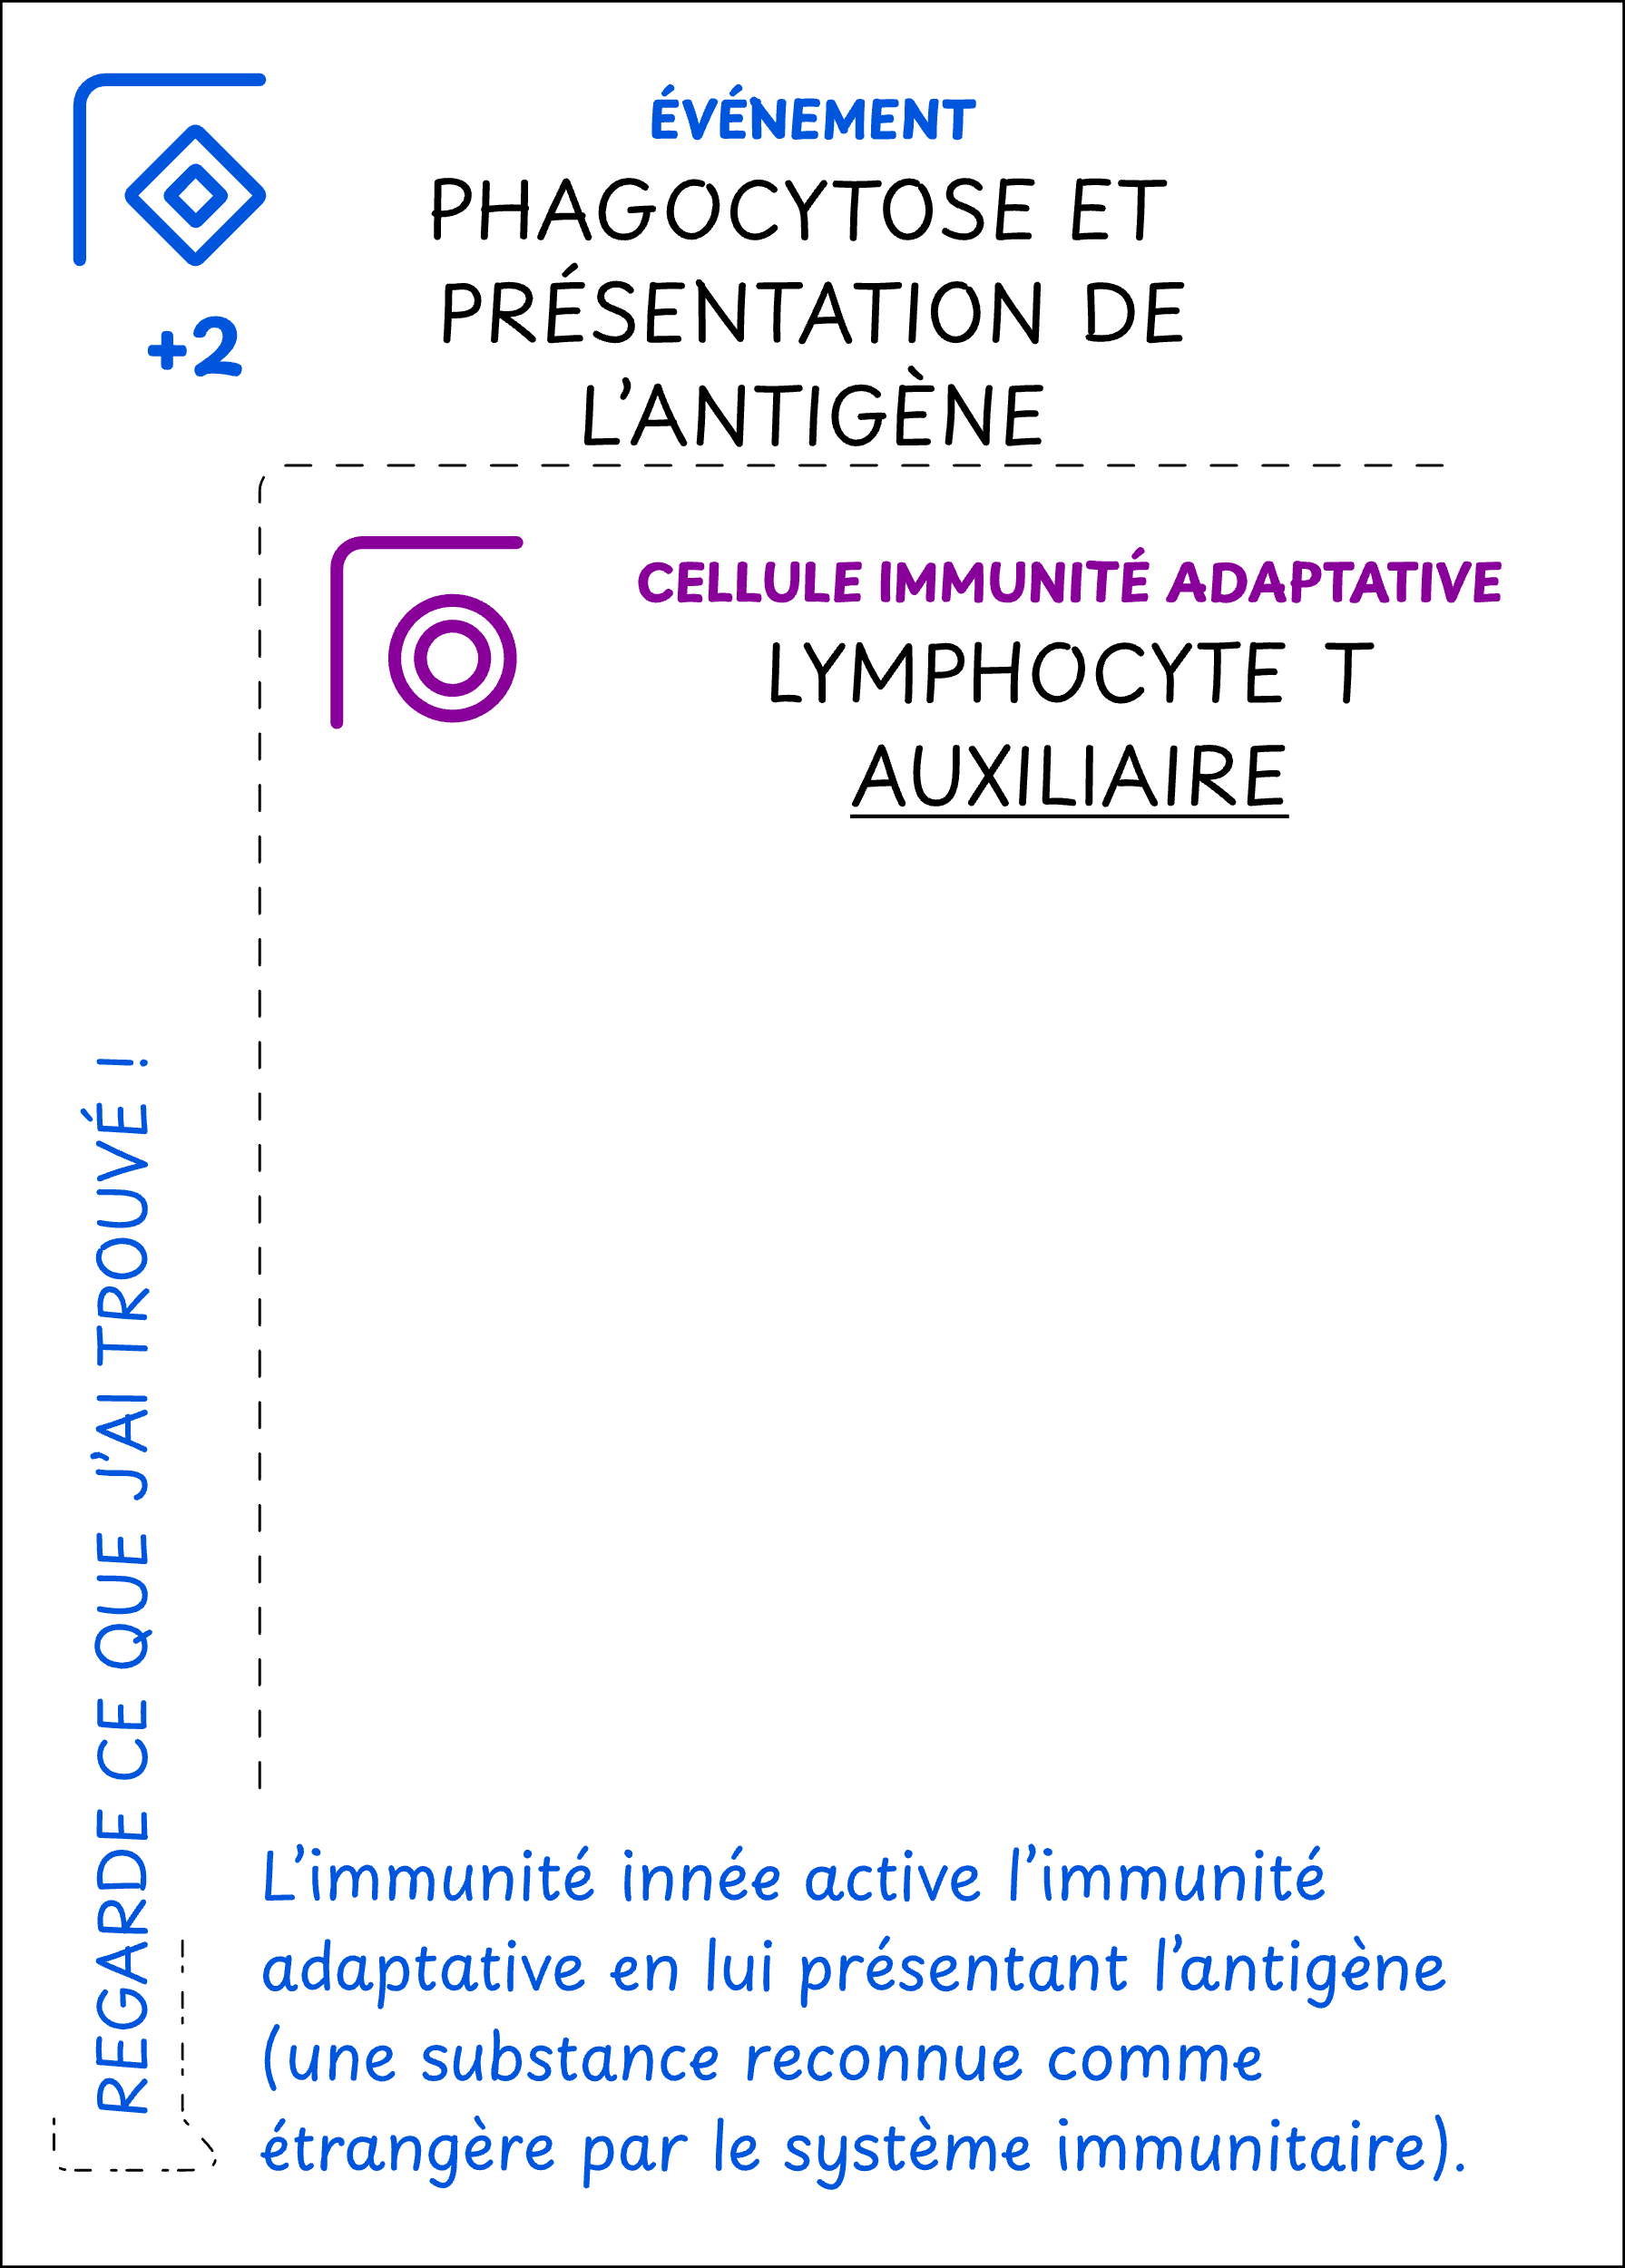 ÉVÉNEMENT
PHAGOCYTOSE ET
PRÉSENTATION DE
L’ANTIGÈNE
+2
CELLULE IMMUNITÉ ADAPTATIVE
LYMPHOCYTE T
AUXILIAIRE
REGARDE CE QUE J’AI TROUVÉ !
L’immunité innée active l’immunité
adaptative en lui présentant l’antigène
(une substance reconnue comme
étrangère par le système immunitaire).